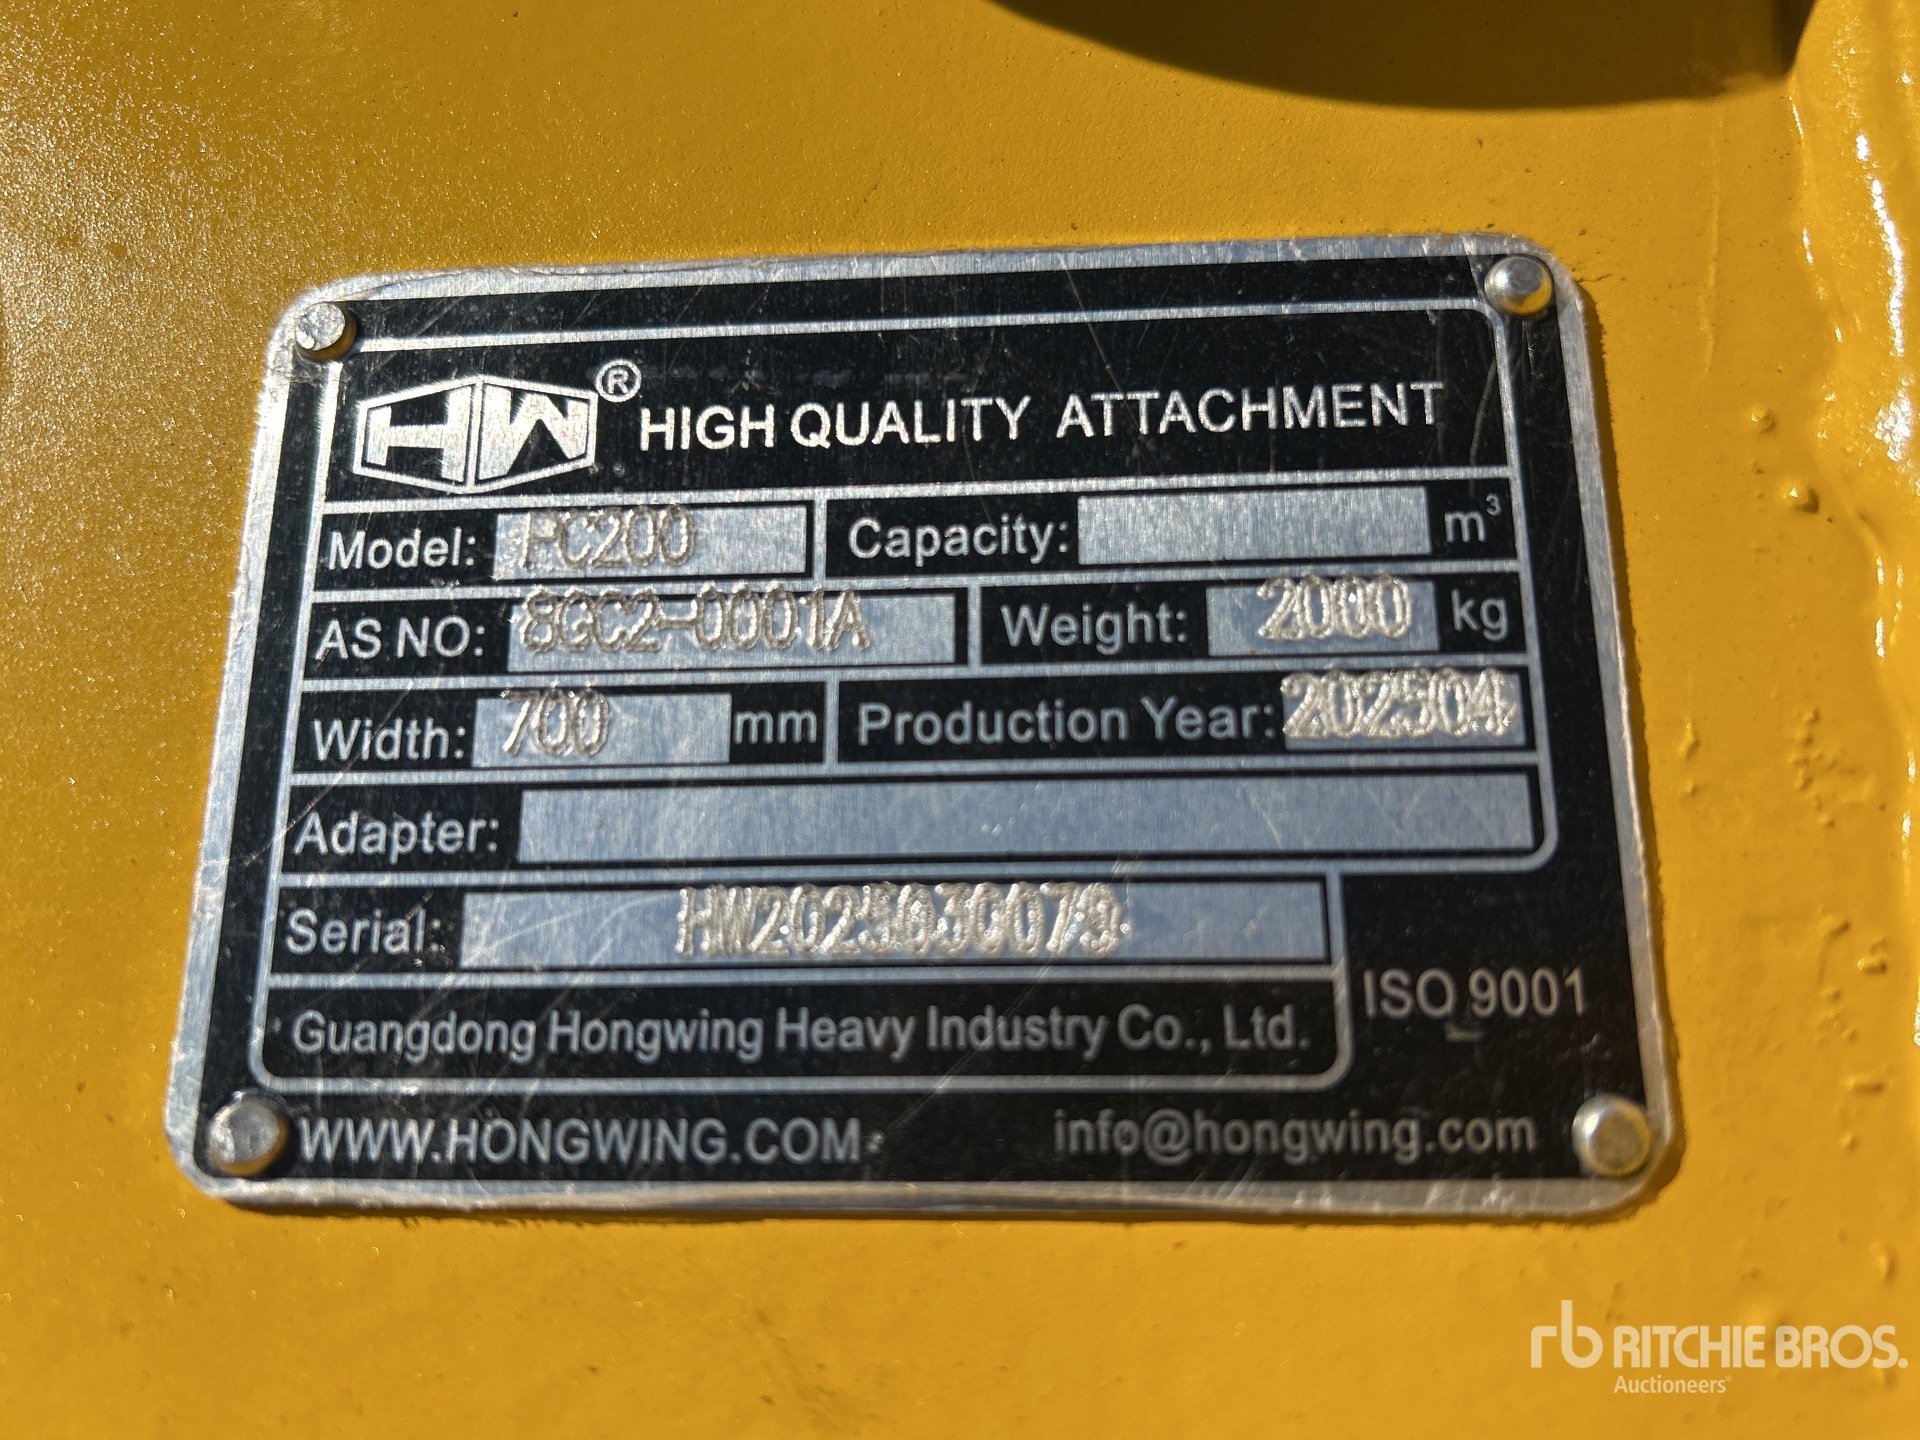 HW® HIGH QUALITY ATTACHMENT
Model: PC200 Capacity: m³
AS NO: 8GC2-0001A Weight: 2000 kg
Width: 700 mm Production Year: 202504
Adapter:
Serial: HW2025030079
ISO 9001
Guangdong Hongwing Heavy Industry Co., Ltd.
WWW.HONGWING.COM info@hongwing.com
rb RITCHIE BROS.
Auctioneers